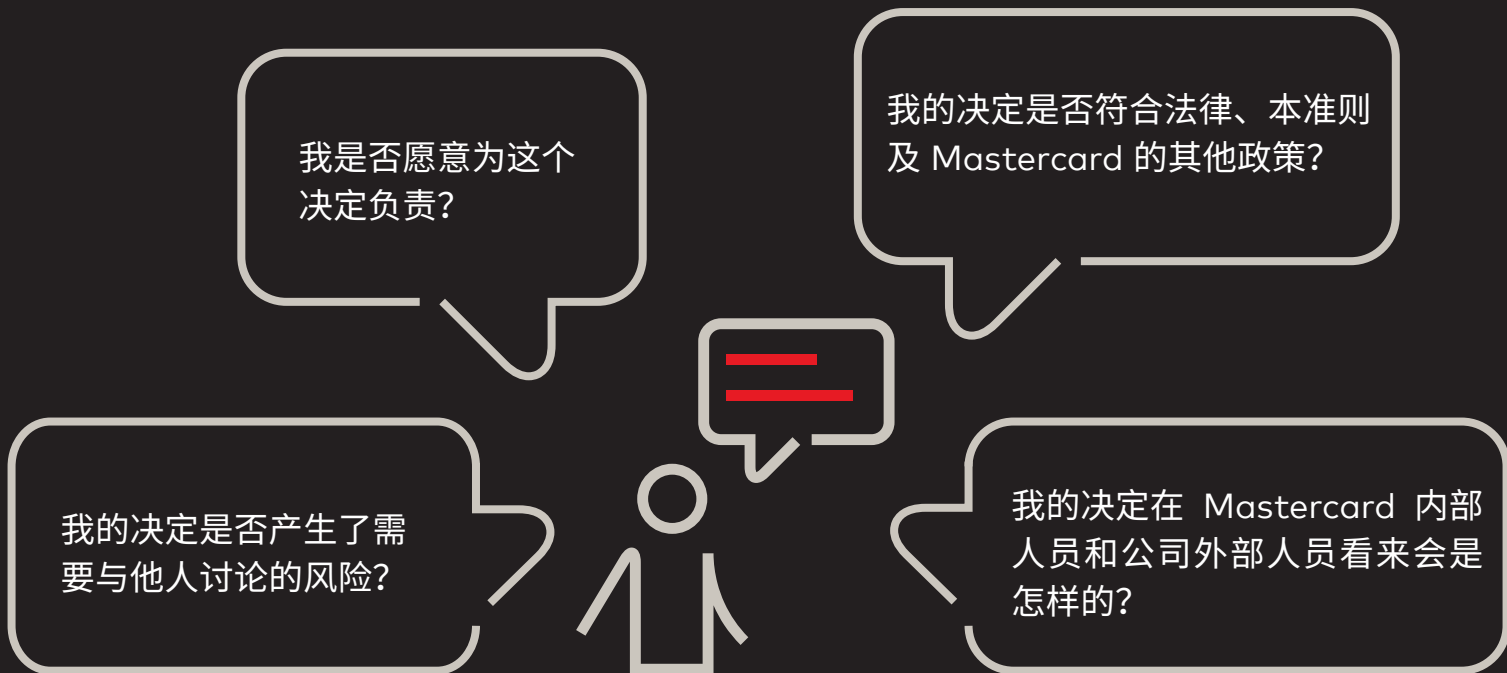 我是否愿意为这个
决定负责？
我的决定是否符合法律、本准则
及 Mastercard 的其他政策？
我的决定是否产生了需
要与他人讨论的风险？
我的决定在 Mastercard 内部
人员和公司外部人员看来会是
怎样的？